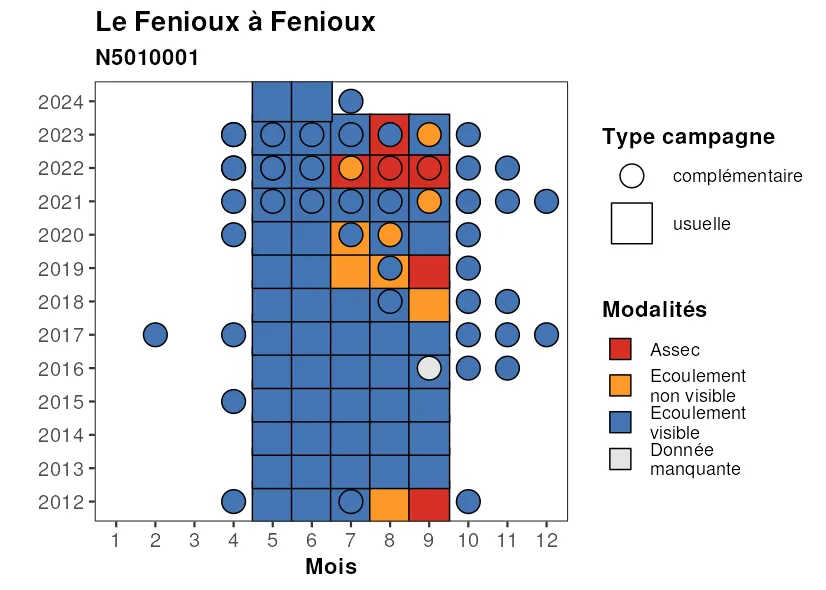 Le Fenioux à Fenioux
N5010001
2024
2023
2022
2021
2020
2019
2018
2017
2016
2015
2014
2013
2012
1 2 3 4 5 6 7 8 9 10 11 12
Mois
Type campagne
complémentaire
usuelle
Modalités
Assec
Ecoulement
non visible
Ecoulement
visible
Donnée
manquante